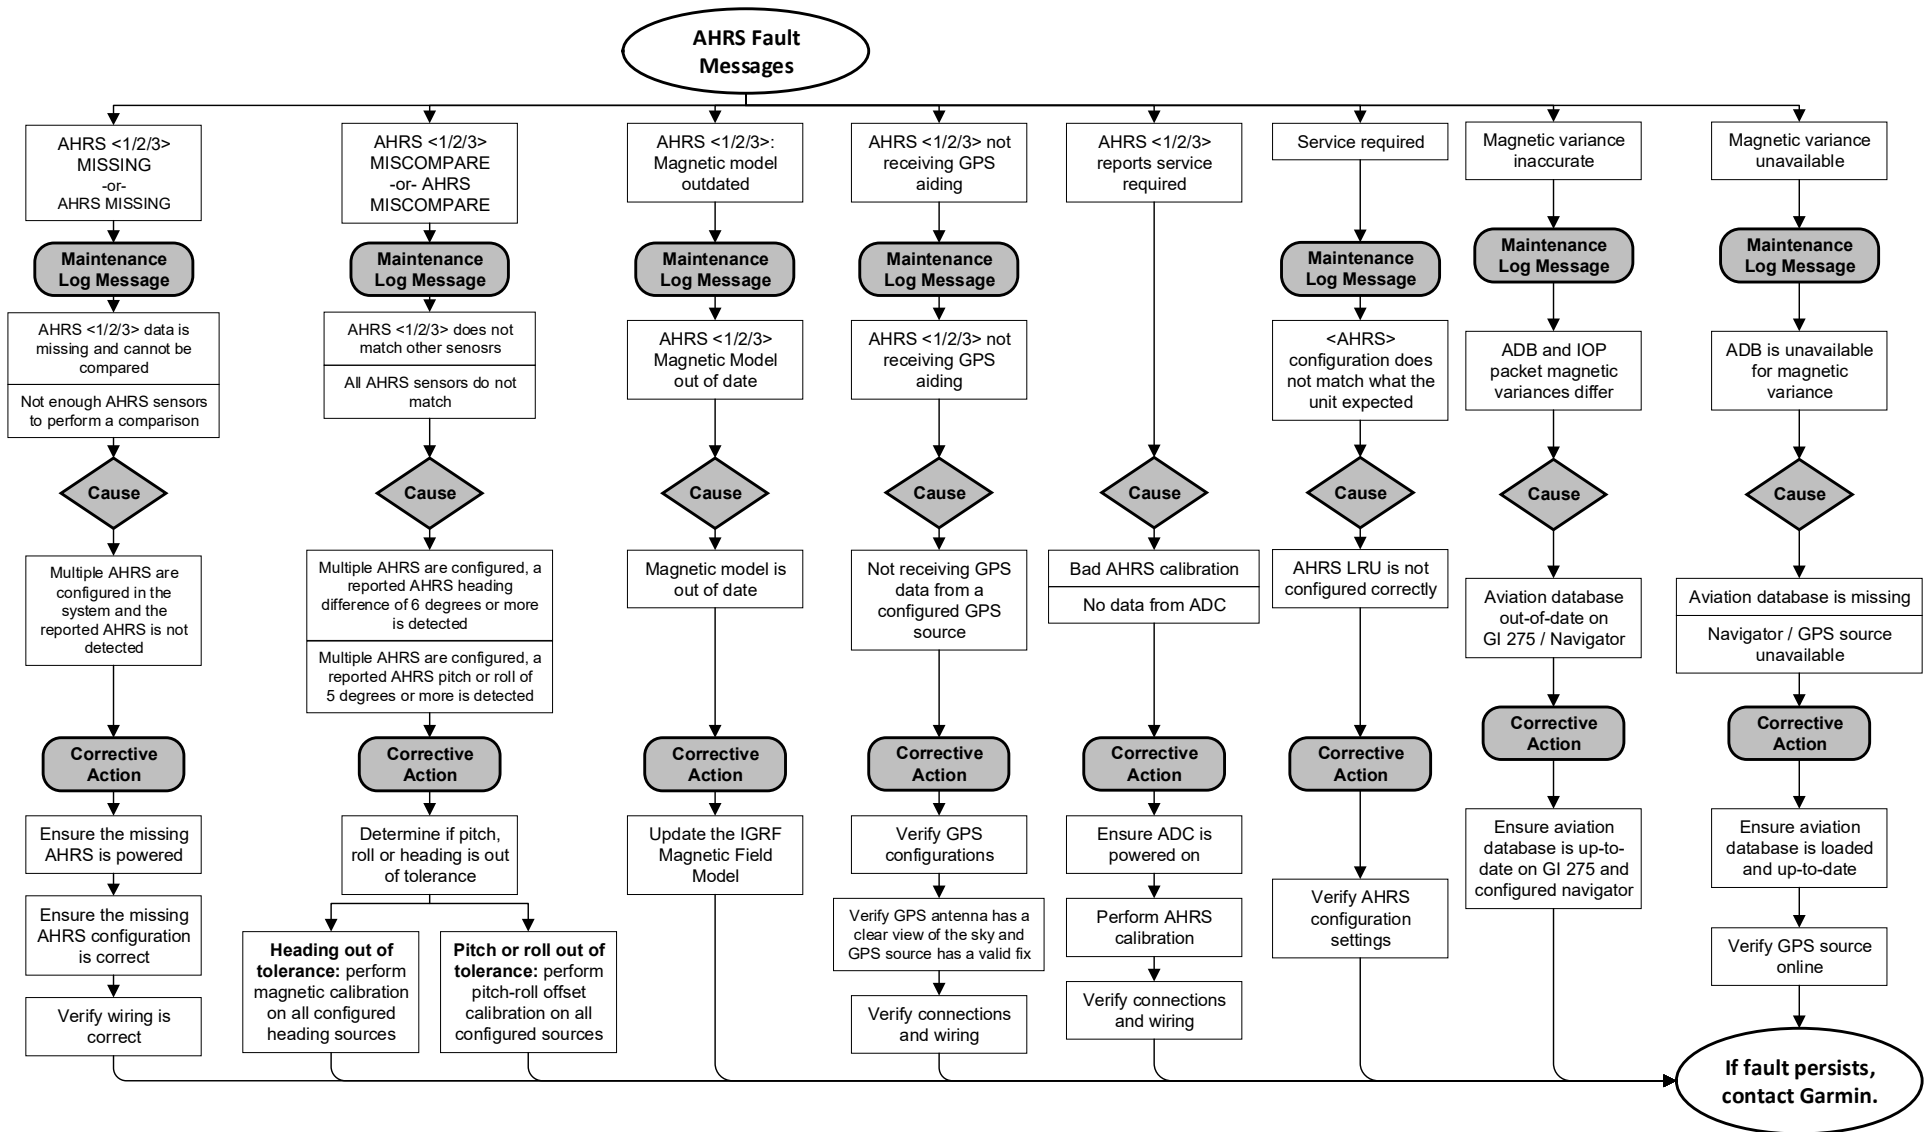 AHRS Fault
Messages
AHRS <1/2/3>
MISSING
-or-
AHRS MISSING
Maintenance
Log Message
AHRS <1/2/3> data is
missing and cannot be
compared
Not enough AHRS sensors
to perform a comparison
Cause
Multiple AHRS are
configured in the
system and the
reported AHRS is not
detected
Corrective
Action
Ensure the missing
AHRS is powered
Ensure the missing
AHRS configuration
is correct
Verify wiring is
correct
AHRS <1/2/3>
MISCOMPARE
-or- AHRS
MISCOMPARE
Maintenance
Log Message
AHRS <1/2/3> does not
match other senosrs
All AHRS sensors do not
match
Cause
Multiple AHRS are configured, a
reported AHRS heading
difference of 6 degrees or more
is detected
Multiple AHRS are configured, a
reported AHRS pitch or roll of
5 degrees or more is detected
Corrective
Action
Determine if pitch,
roll or heading is out
of tolerance
Heading out of
tolerance: perform
magnetic calibration
on all configured
heading sources
Pitch or roll out of
tolerance: perform
pitch-roll offset
calibration on all
configured sources
AHRS <1/2/3>:
Magnetic model
outdated
Maintenance
Log Message
AHRS <1/2/3>
Magnetic Model
out of date
Cause
Magnetic model is
out of date
Corrective
Action
Update the IGRF
Magnetic Field
Model
AHRS <1/2/3> not
receiving GPS
aiding
Maintenance
Log Message
AHRS <1/2/3> not
receiving GPS
aiding
Cause
Not receiving GPS
data from a
configured GPS
source
Corrective
Action
Verify GPS
configurations
Verify GPS antenna has a
clear view of the sky and
GPS source has a valid fix
Verify connections
and wiring
AHRS <1/2/3>
reports service
required
Cause
Bad AHRS calibration
No data from ADC
Corrective
Action
Ensure ADC is
powered on
Perform AHRS
calibration
Verify connections
and wiring
Service required
Maintenance
Log Message
<AHRS>
configuration does
not match what the
unit expected
Cause
AHRS LRU is not
configured correctly
Corrective
Action
Verify AHRS
configuration
settings
Magnetic variance
inaccurate
Maintenance
Log Message
ADB and IOP
packet magnetic
variances differ
Cause
Aviation database
out-of-date on
GI 275 / Navigator
Corrective
Action
Ensure aviation
database is up-to-
date on GI 275 and
configured navigator
Magnetic variance
unavailable
Maintenance
Log Message
ADB is unavailable
for magnetic
variance
Cause
Aviation database is missing
Navigator / GPS source
unavailable
Corrective
Action
Ensure aviation
database is loaded
and up-to-date
Verify GPS source
online
If fault persists,
contact Garmin.